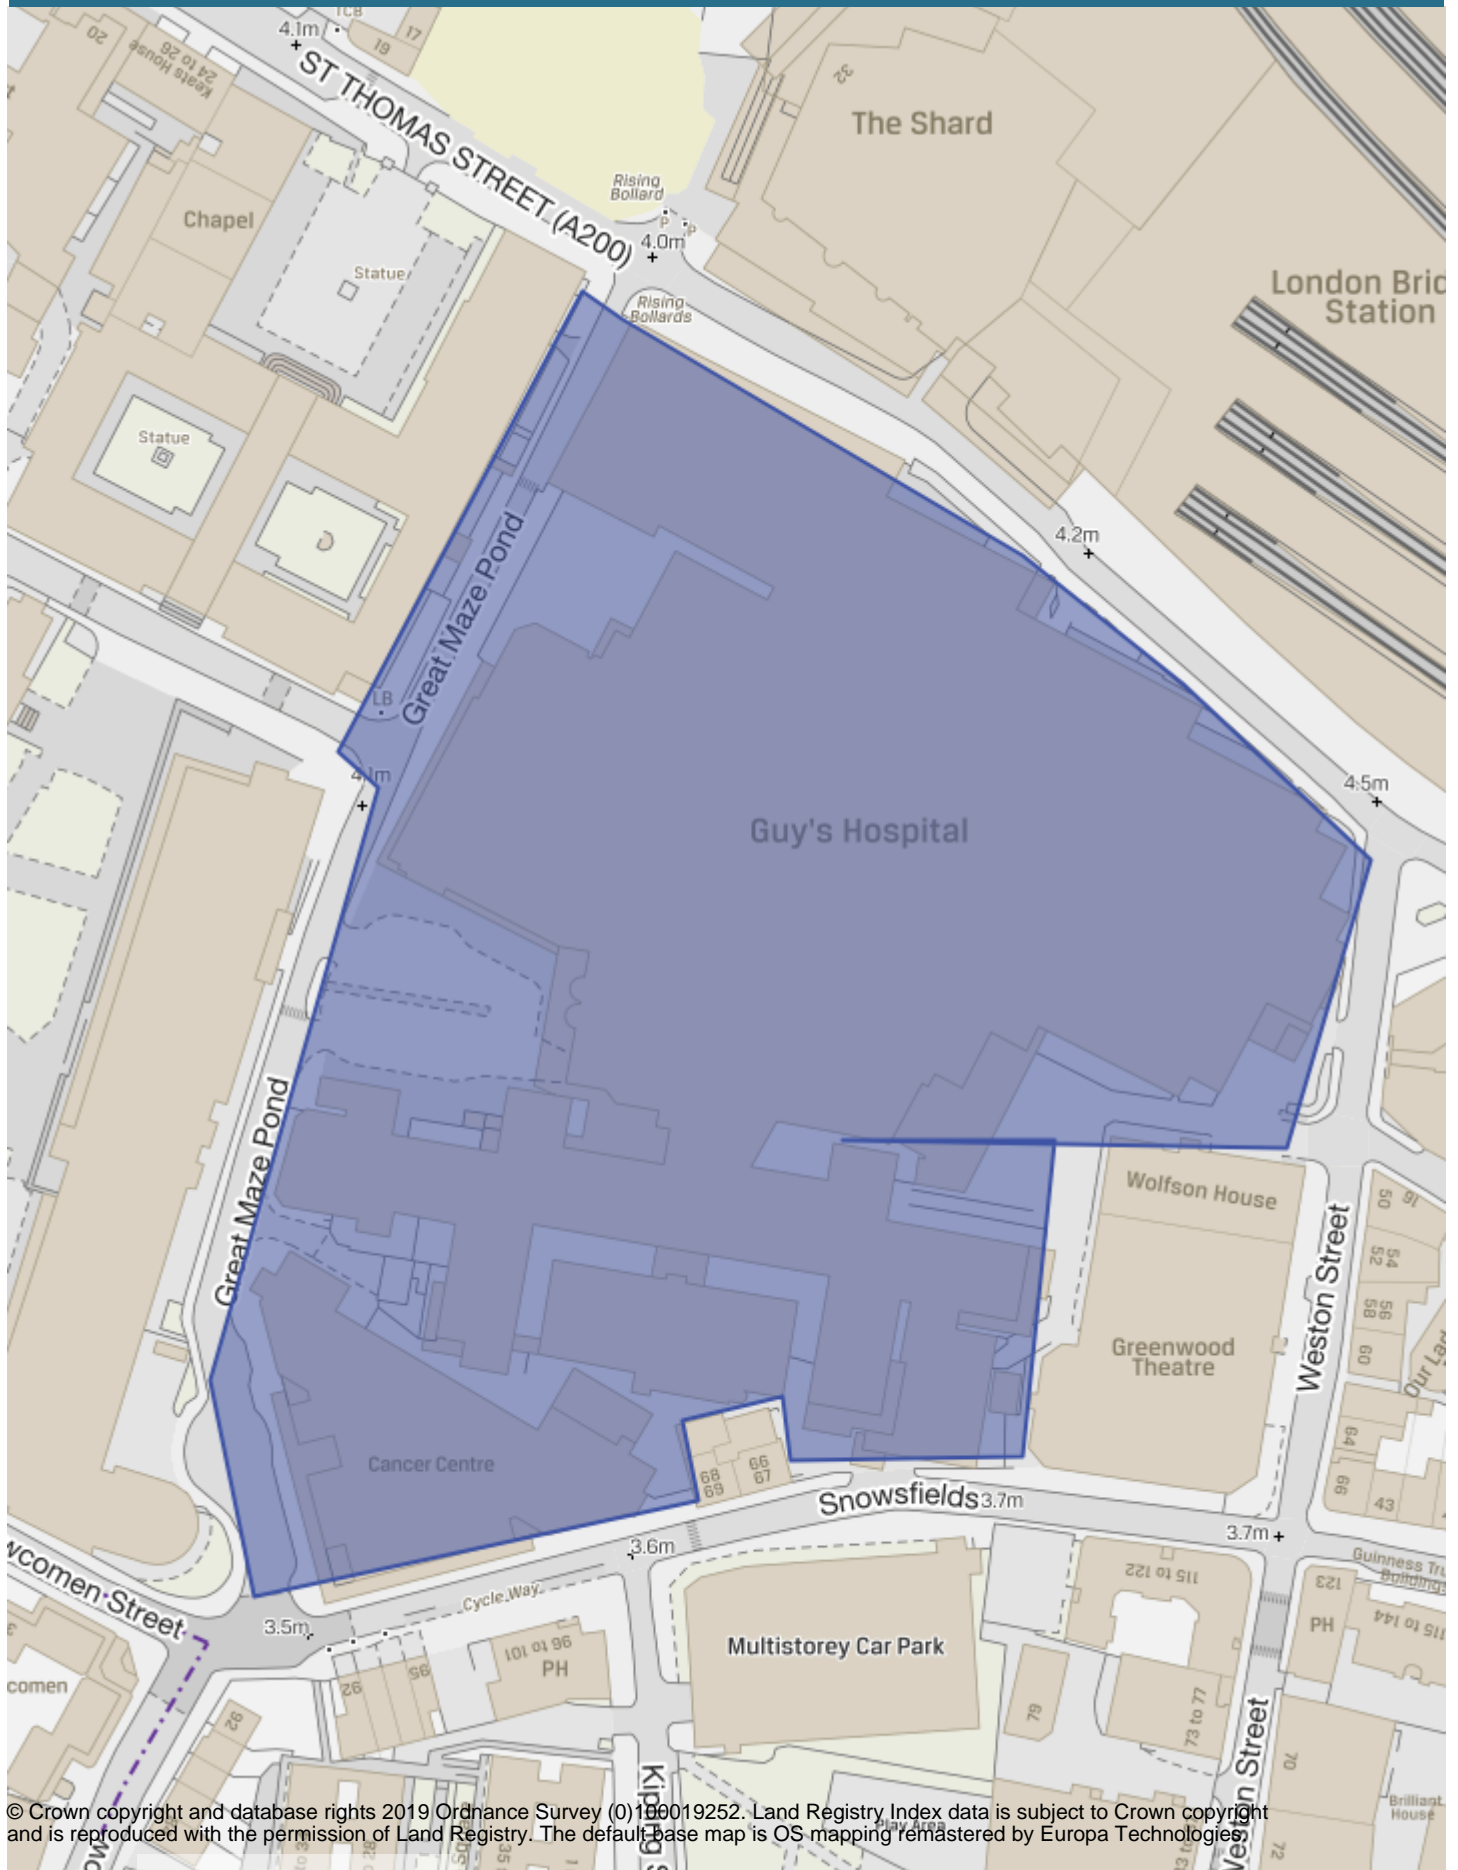 TCB
4.1m
19
17
20
Keats House
24 to 26
ST THOMAS STREET (A200)
32
The Shard
Rising
Bollard
P
P
4.0m
Chapel
Statue
Rising
Bollards
London Bric
Station
Statue
4.2m
Great Maze Pond
LB
4.1m
4.5m
Guy's Hospital
Great Maze Pond
Wolfson House
50
16
52
54
Weston Street
56
58
Greenwood
Theatre
60
Our Lad
64
Cancer Centre
66
67
68
69
66
43
Snowsfields
3.7m
3.7m
3.6m
wcomen Street
Cycle Way
3.5m
115 to 122
Guinness Tru
Buildings
123
PH
115 to 144
Multistorey Car Park
96 to 101
PH
95
92
comen
92
79
73 to 77
Weston Street
70
Kipling S
Play Area
Brilliant
House
72
© Crown copyright and database rights 2019 Ordnance Survey (0)100019252. Land Registry Index data is subject to Crown copyright
and is reproduced with the permission of Land Registry. The default base map is OS mapping remastered by Europa Technologies.